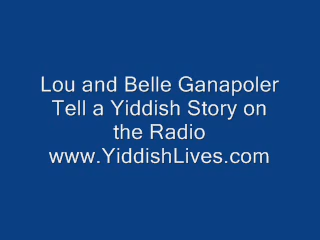 Lou and Belle Ganapoler
Tell a Yiddish Story on
the Radio
www.YiddishLives.com